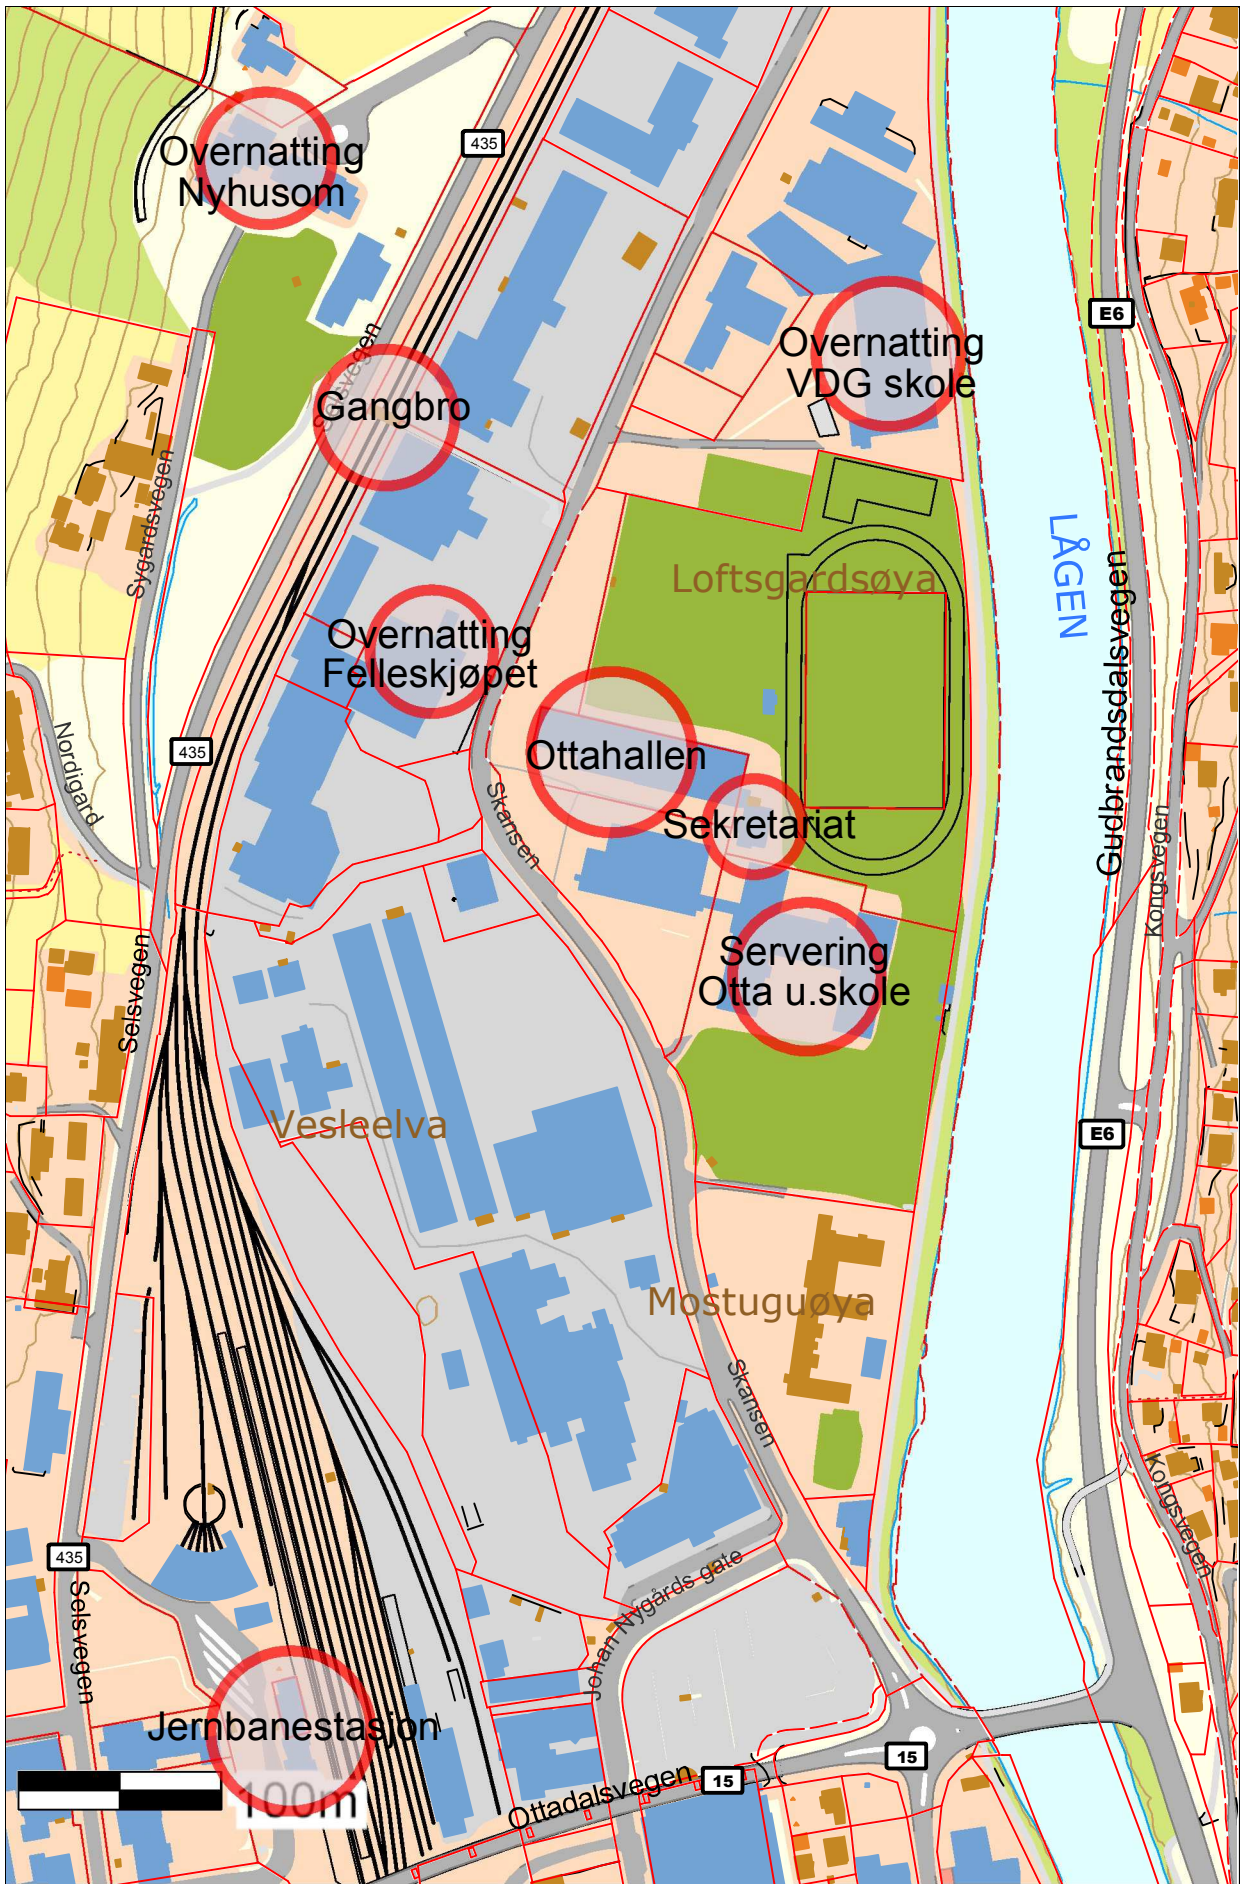 435
Overnatting
Nyhusom
E6
Selsvegen
Overnatting
VDG skole
Gangbro
Sygardsvegen
LÅGEN
Loftsgardsøya
Gudbrandsdalsvegen
Overnatting
Felleskjøpet
Nordigard
435
Ottahallen
Skansen
Sekretariat
Kongsvegen
Selsvegen
Servering
Otta u.skole
Vesleelva
E6
Mostuguøya
Skansen
Kongsvegen
435
Selsvegen
Johan Nygårds gate
Jernbanestasjon
15
15
Ottadalsvegen
100m